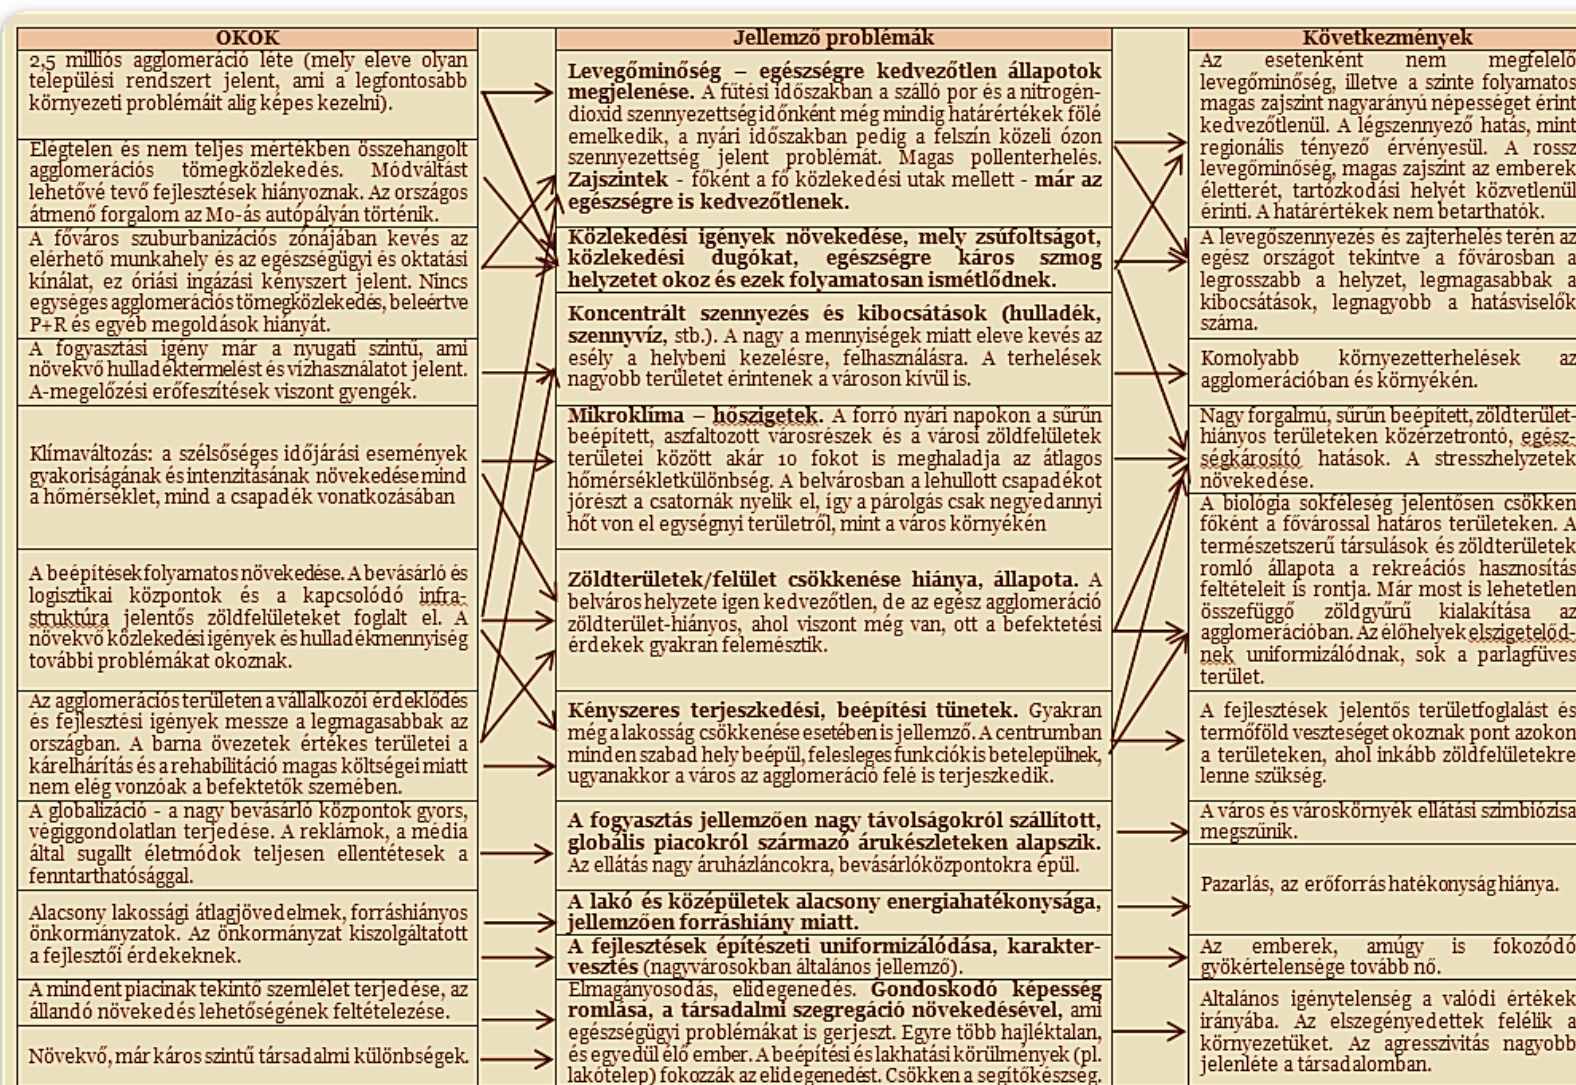 OKOK
2,5 milliós agglomeráció léte (mely eleve olyan
települési rendszert jelent, ami a legfontosabb
környezeti problémáit alig képes kezelni).
Elégtelen és nem teljes mértékben összehangolt
agglomerációs tömegközlekedés. Módváltást
lehetővé tevő fejlesztések hiányoznak. Az országos
átmenő forgalom az M0-ás autópályán történik.
A főváros szuburbanizációs zónájában kevés az
elérhető munkahely és az egészségügyi és oktatási
kínálat, ez óriási ingázási kényszert jelent. Nincs
egységes agglomerációs tömegközlekedés, beleértve
P+R és egyéb megoldások hiányát.
A fogyasztási igény már a nyugati szintű, ami
növekvő hulladéktermelést és vízhasználatot jelent.
A-megelőzési erőfeszítések viszont gyengék.
Klímaváltozás: a szélsőséges időjárási események
gyakoriságának és intenzitásának növekedése mind
a hőmérséklet, mind a csapadék vonatkozásában
A beépítések folyamatos növekedése. A bevásárló és
logisztikai központok és a kapcsolódó infra-
struktúra jelentős zöldfelületeket foglalt el. A
növekvő közlekedési igények és hulladékmennyiség
további problémákat okoznak.
Az agglomerációs területen a vállalkozói érdeklődés
és fejlesztési igények messze a legmagasabbak az
országban. A barna övezetek értékes területei a
kárelhárítás és a rehabilitáció magas költségei miatt
nem elég vonzóak a befektetők szemében.
A globalizáció - a nagy bevásárló központok gyors,
végiggondolatlan terjedése. A reklámok, a média
által sugallt életmódok teljesen ellentétesek a
fenntarthatósággal.
Alacsony lakossági átlagjövedelmek, forráshiányos
önkormányzatok. Az önkormányzat kiszolgáltatott
a fejlesztői érdekeknek.
A mindent piacinak tekintő szemlélet terjedése, az
állandó növekedés lehetőségének feltételezése.
Növekvő, már káros szintű társadalmi különbségek.
Jellemző problémák
Levegőminőség – egészségre kedvezőtlen állapotok
megjelenése. A fűtési időszakban a szálló por és a nitrogén-
dioxid szennyezettség időnként még mindig határértékek fölé
emelkedik, a nyári időszakban pedig a felszín közeli ózon
szennyezettség jelent problémát. Magas pollenterhelés.
Zajszintek - főként a fő közlekedési utak mellett - már az
egészségre is kedvezőtlenek.
Közlekedési igények növekedése, mely zsúfoltságot,
közlekedési dugókat, egészségre káros szmog
helyzetet okoz és ezek folyamatosan ismétlődnek.
Koncentrált szennyezés és kibocsátások (hulladék,
szennyvíz, stb.). A nagy a mennyiségek miatt eleve kevés az
esély a helybeni kezelésre, felhasználásra. A terhelések
nagyobb területet érintenek a városon kívül is.
Mikroklíma – hőszigetek. A forró nyári napokon a sűrűn
beépített, aszfaltozott városrészek és a városi zöldfelületek
területei között akár 10 fokot is meghaladja az átlagos
hőmérsékletkülönbség. A belvárosban a lehullott csapadékot
jórészt a csatornák nyelik el, így a párolgás csak negyedannyi
hőt von el egységnyi területről, mint a város környékén
Zöldterületek/felület csökkenése hiánya, állapota. A
belváros helyzete igen kedvezőtlen, de az egész agglomeráció
zöldterület-hiányos, ahol viszont még van, ott a befektetési
érdekek gyakran felemésztik.
Kényszeres terjeszkedési, beépítési tünetek. Gyakran
még a lakosság csökkenése esetében is jellemző. A centrumban
minden szabad hely beépül, felesleges funkciók is betelepülnek,
ugyanakkor a város az agglomeráció felé is terjeszkedik.
A fogyasztás jellemzően nagy távolságokról szállított,
globális piacokról származó árukészleteken alapszik.
Az ellátás nagy áruházláncokra, bevásárlóközpontokra épül.
A lakó és középületek alacsony energiahatékonysága,
jellemzően forráshiány miatt.
A fejlesztések építészeti uniformizálódása, karakter-
vesztés (nagyvárosokban általános jellemző).
Elmagányosodás, elidegenedés. Gondoskodó képesség
romlása, a társadalmi szegregáció növekedésével, ami
egészségügyi problémákat is gerjeszt. Egyre több hajléktalan,
és egyedül élő ember. A beépítési és lakhatási körülmények (pl.
lakótelep) fokozzák az elidegenedést. Csökken a segítőkészség.
Következmények
Az esetenként nem megfelelő
levegőminőség, illetve a szinte folyamatos
magas zajszint nagyarányú népességet érint
kedvezőtlenül. A légszennyező hatás, mint
regionális tényező érvényesül. A rossz
levegőminőség, magas zajszint az emberek
életterét, tartózkodási helyét közvetlenül
érinti. A határértékek nem betarthatók.
A levegőszennyezés és zajterhelés terén az
egész országot tekintve a fővárosban a
legrosszabb a helyzet, legmagasabbak a
kibocsátások, legnagyobb a hatásviselők
száma.
Komolyabb környezetterhelések az
agglomerációban és környékén.
Nagy forgalmú, sűrűn beépített, zöldterület-
hiányos területeken közérzetrontó, egész-
ségkárosító hatások. A stresszhelyzetek
növekedése.
A biológia sokféleség jelentősen csökken
főként a fővárossal határos területeken. A
természetszerű társulások és zöldterületek
romló állapota a rekreációs hasznosítás
feltételeit is rontja. Már most is lehetetlen
összefüggő zöldgyűrű kialakítása az
agglomerációban. Az élőhelyek elszigetelőd-
nek uniformizálódnak, sok a parlagfüves
terület.
A fejlesztések jelentős területfoglalást és
termőföld veszteséget okoznak pont azokon
a területeken, ahol inkább zöldfelületekre
lenne szükség.
A város és városkörnyék ellátási szimbiózisa
megszűnik.
Pazarlás, az erőforrás hatékonyság hiánya.
Az emberek, amúgy is fokozódó
gyökértelensége tovább nő.
Általános igénytelenség a valódi értékek
irányába. Az elszegényedettek felélik a
környezetüket. Az agresszivitás nagyobb
jelenléte a társadalomban.